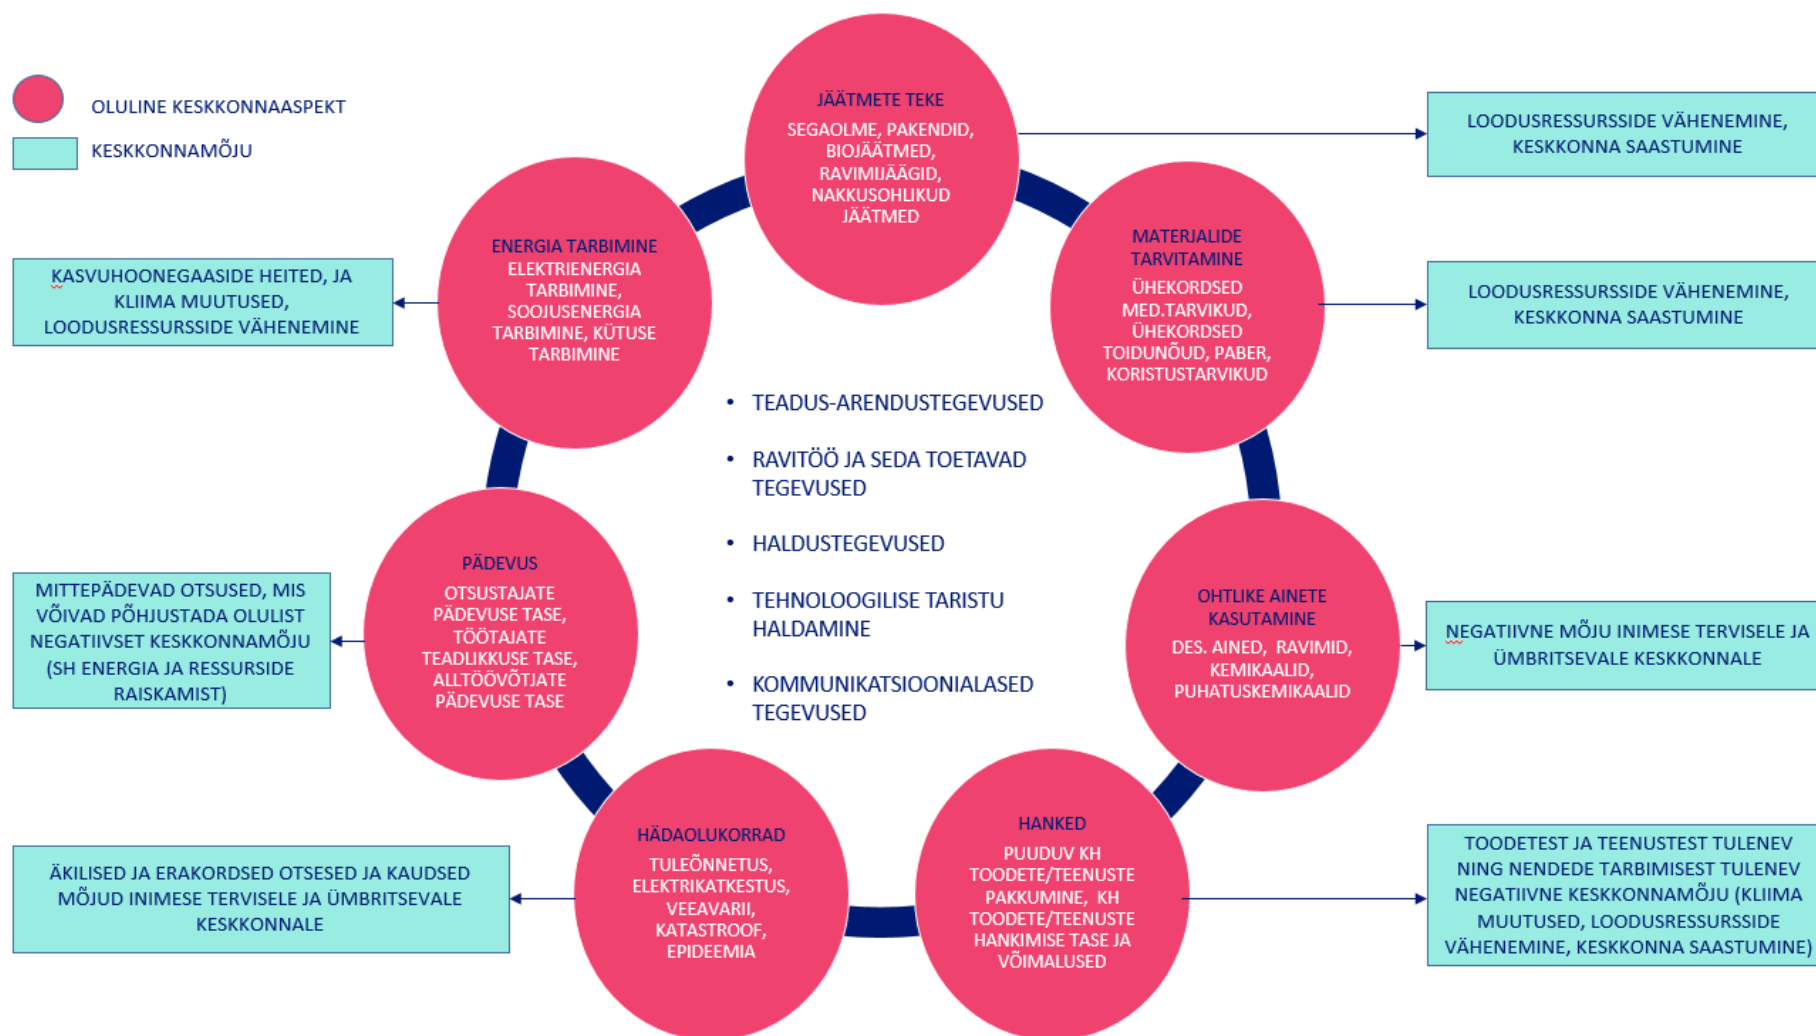 OLULINE KESKKONNAASPEKT
KESKKONNAMÕJU
JÄÄTMETE TEKE
SEGAOLME, PAKENDID,
BIOJÄÄTMED,
RAVIMIJÄÄGID,
NAKKUSOHLIKUD
JÄÄTMED
LOODUSRESSURSSIDE VÄHENEMINE,
KESKKONNA SAASTUMINE
MATERJALIDE
TARVITAMINE
ÜHEKORDSED
MED.TARVIKUD,
ÜHEKORDSED
TOIDUNÕUD, PABER,
KORISTUSTARVIKUD
LOODUSRESSURSSIDE VÄHENEMINE,
KESKKONNA SAASTUMINE
ENERGIA TARBIMINE
ELEKTRIENERGIA
TARBIMINE,
SOOJUSENERGIA
TARBIMINE, KÜTUSE
TARBIMINE
KASVUHOONEGAASIDE HEITED, JA
KLIIMA MUUTUSED,
LOODUSRESSURSSIDE VÄHENEMINE
• TEADUS-ARENDUSTEGEVUSED
• RAVITÖÖ JA SEDA TOETAVAD
TEGEVUSED
• HALDUSTEGEVUSED
• TEHNOLOOGILISE TARISTU
HALDAMINE
• KOMMUNIKATSIOONIALASED
TEGEVUSED
PÄDEVUS
OTSUSTAJATE
PÄDEVUSE TASE,
TÖÖTAJATE
TEADLIKKUSE TASE,
ALLTÖÖVÕTJATE
PÄDEVUSE TASE
MITTEPÄDEVAD OTSUSED, MIS
VÕIVAD PÕHJUSTADA OLULIST
NEGATIIVSET KESKKONNAMÕJU
(SH ENERGIA JA RESSURSIDE
RAISKAMIST)
OHTLIKE AINETE
KASUTAMINE
DES. AINED, RAVIMID,
KEMIKAALID,
PUHATUSKEMIKAALID
NEGATIIVNE MÕJU INIMESE TERVISELE JA
ÜMBRITSEVALE KESKKONNALE
HÄDAOLUKORRAD
TULEÕNNETUS,
ELEKTRIKATKESTUS,
VEEAVARII,
KATASTROOF,
EPIDEEMIA
ÄKILISED JA ERAKORDSED OTSESED JA KAUDSED
MÕJUD INIMESE TERVISELE JA ÜMBRITSEVALE
KESKKONNALE
HANKED
PUUDUV KH
TOODETE/TEENUSTE
PAKKUMINE, KH
TOODETE/TEENUSTE
HANKIMISE TASE JA
VÕIMALUSED
TOODETEST JA TEENUSTEST TULENEV
NING NENDEDE TARBIMISEST TULENEV
NEGATIIVNE KESKKONNAMÕJU (KLIIMA
MUUTUSED, LOODUSRESSURSSIDE
VÄHENEMINE, KESKKONNA SAASTUMINE)